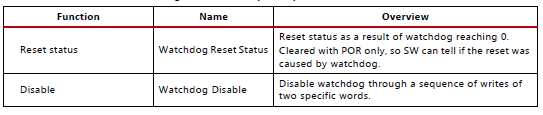 Function Name Overview
Reset status Watchdog Reset Status Reset status as a result of watchdog reaching 0.
Cleared with POR only, so SW can tell if the reset was
caused by watchdog.
Disable Watchdog Disable Disable watchdog through a sequence of writes of
two specific words.